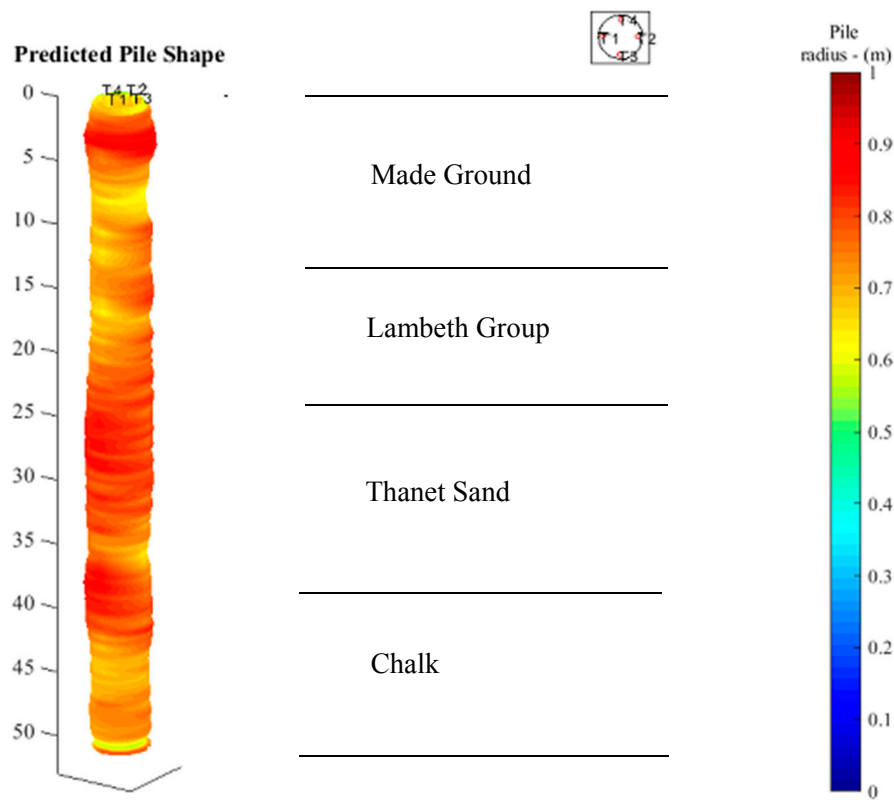 T4
T1 T2
T3
Pile
radius - (m)
Predicted Pile Shape
T4 T2
T1 T3
0
5
10
15
20
25
30
35
40
45
50
Made Ground
Lambeth Group
Thanet Sand
Chalk
1
0.9
0.8
0.7
0.6
0.5
0.4
0.3
0.2
0.1
0